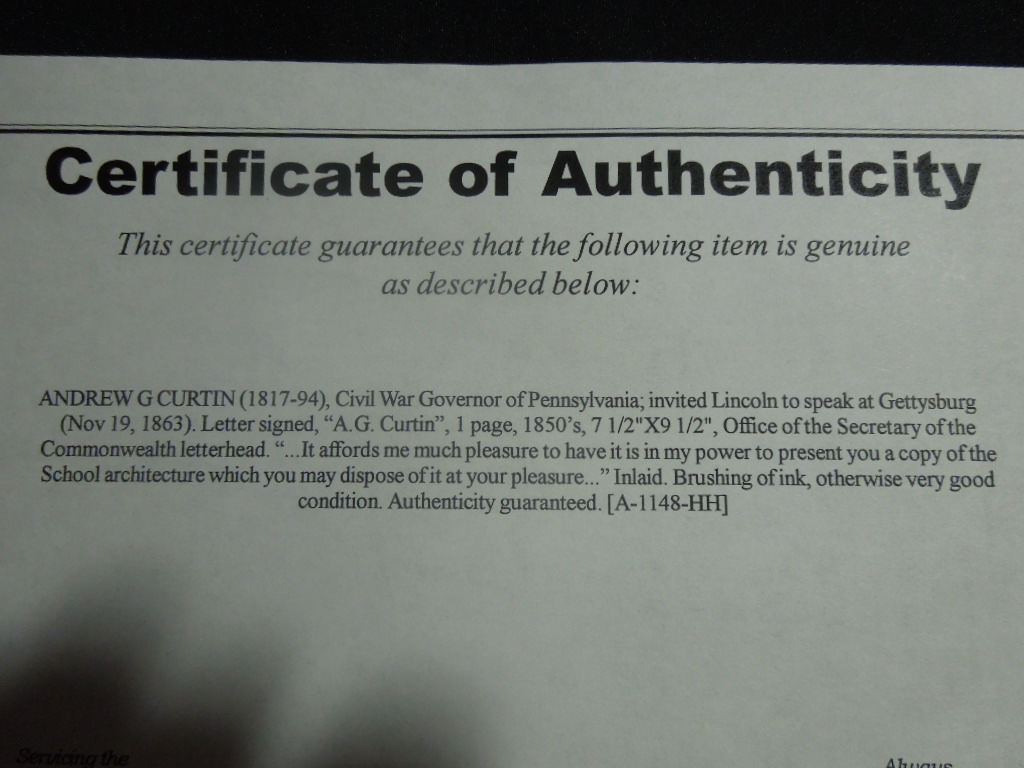 Certificate of Authenticity
This certificate guarantees that the following item is genuine
as described below:
ANDREW G CURTIN (1817-94), Civil War Governor of Pennsylvania; invited Lincoln to speak at Gettysburg
(Nov 19, 1863). Letter signed, “A.G. Curtin”, 1 page, 1850's, 7 1/2"X9 1/2", Office of the Secretary of the
Commonwealth letterhead. “...It affords me much pleasure to have it is in my power to present you a copy of the
School architecture which you may dispose of it at your pleasure...” Inlaid. Brushing of ink, otherwise very good
condition. Authenticity guaranteed. [A-1148-HH]
Servicing the
Always